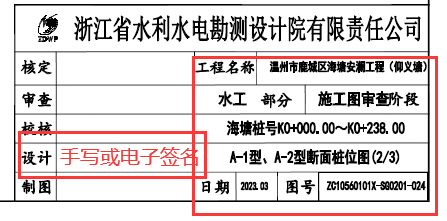 ZDWP 浙江省水利水电勘测设计院有限责任公司
核定 工程名称 温州市鹿城区海塘安澜工程（仰义塘）
审查 水工 部分 施工图审查阶段
校核 海塘桩号K0+000.00～K0+238.00
设计 手写或电子签名 A-1型、A-2型断面桩位图(2/3)
制图 日期 2023.03 图号 ZC10560101X-SG0201-024